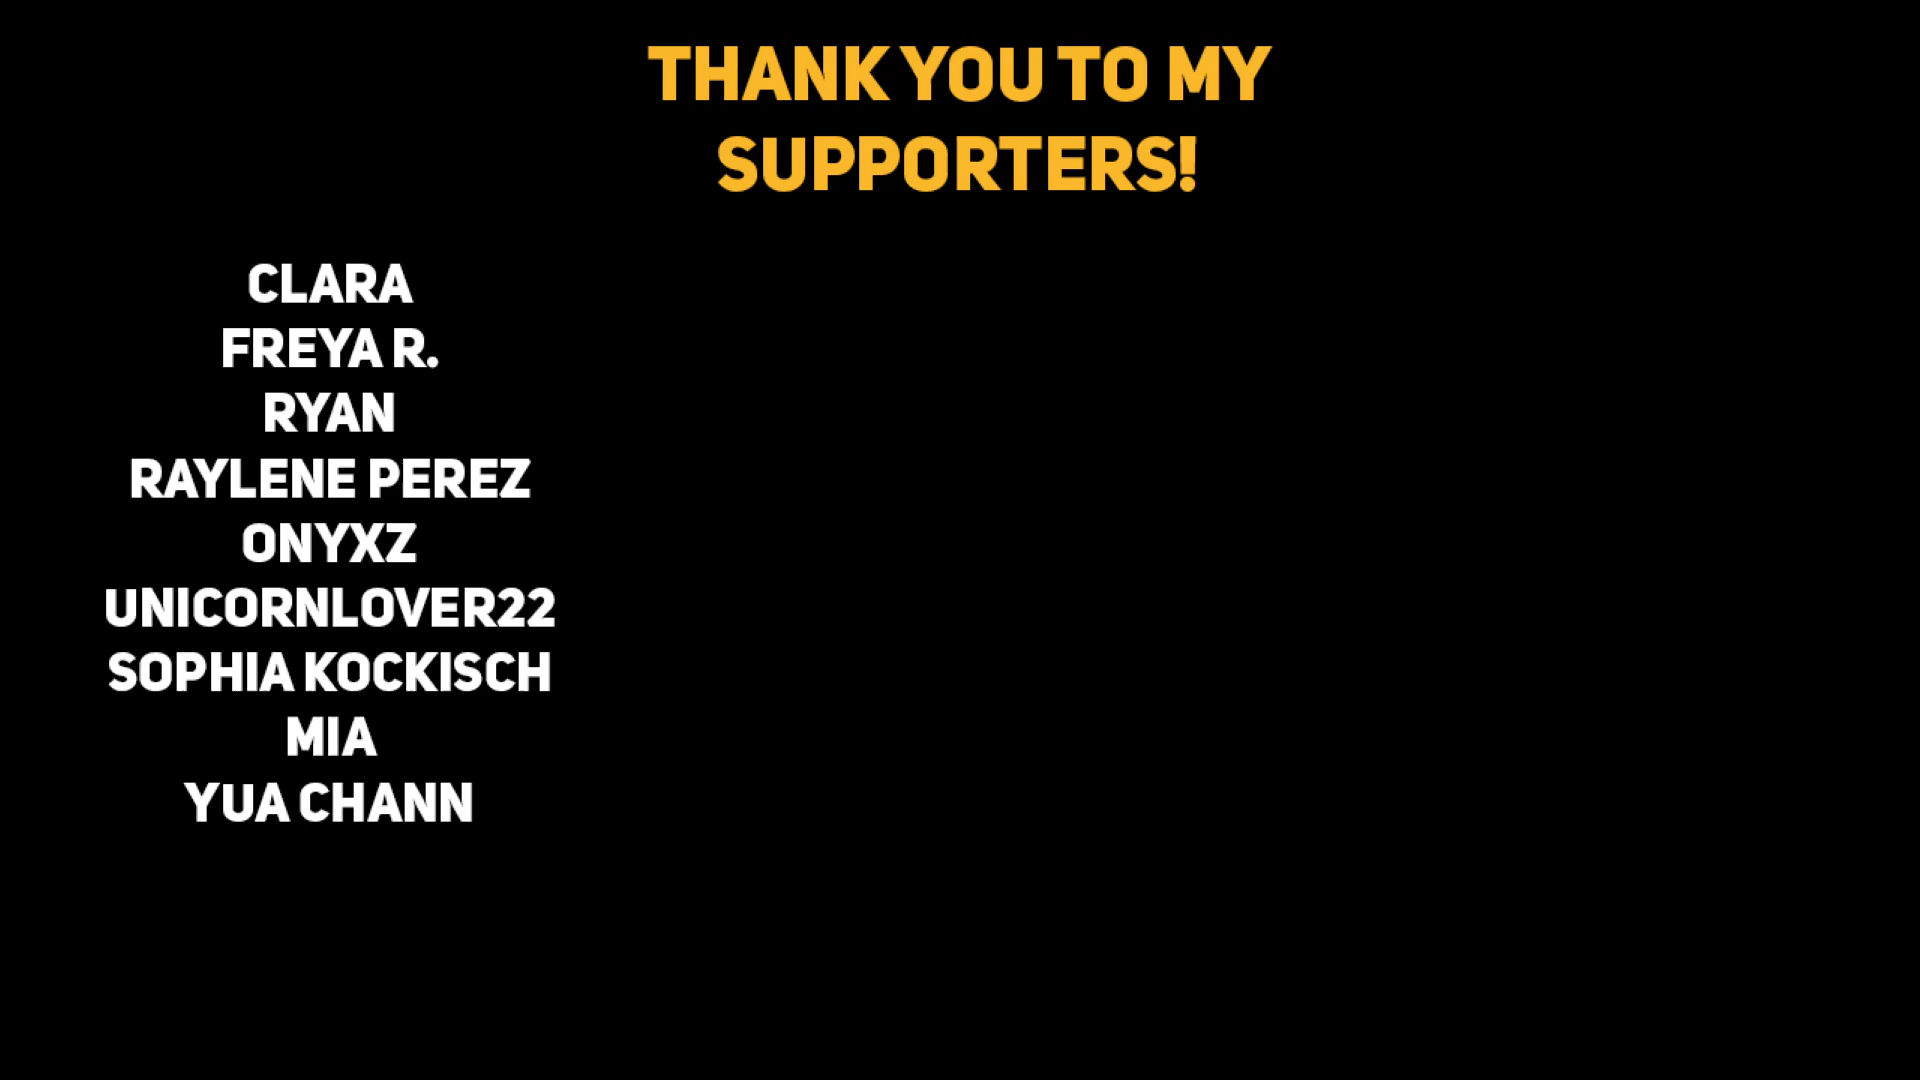 THANK YOU TO MY
SUPPORTERS!
CLARA
FREYA R.
RYAN
RAYLENE PEREZ
ONYXZ
UNICORNLOVER22
SOPHIA KOCKISCH
MIA
YUA CHANN